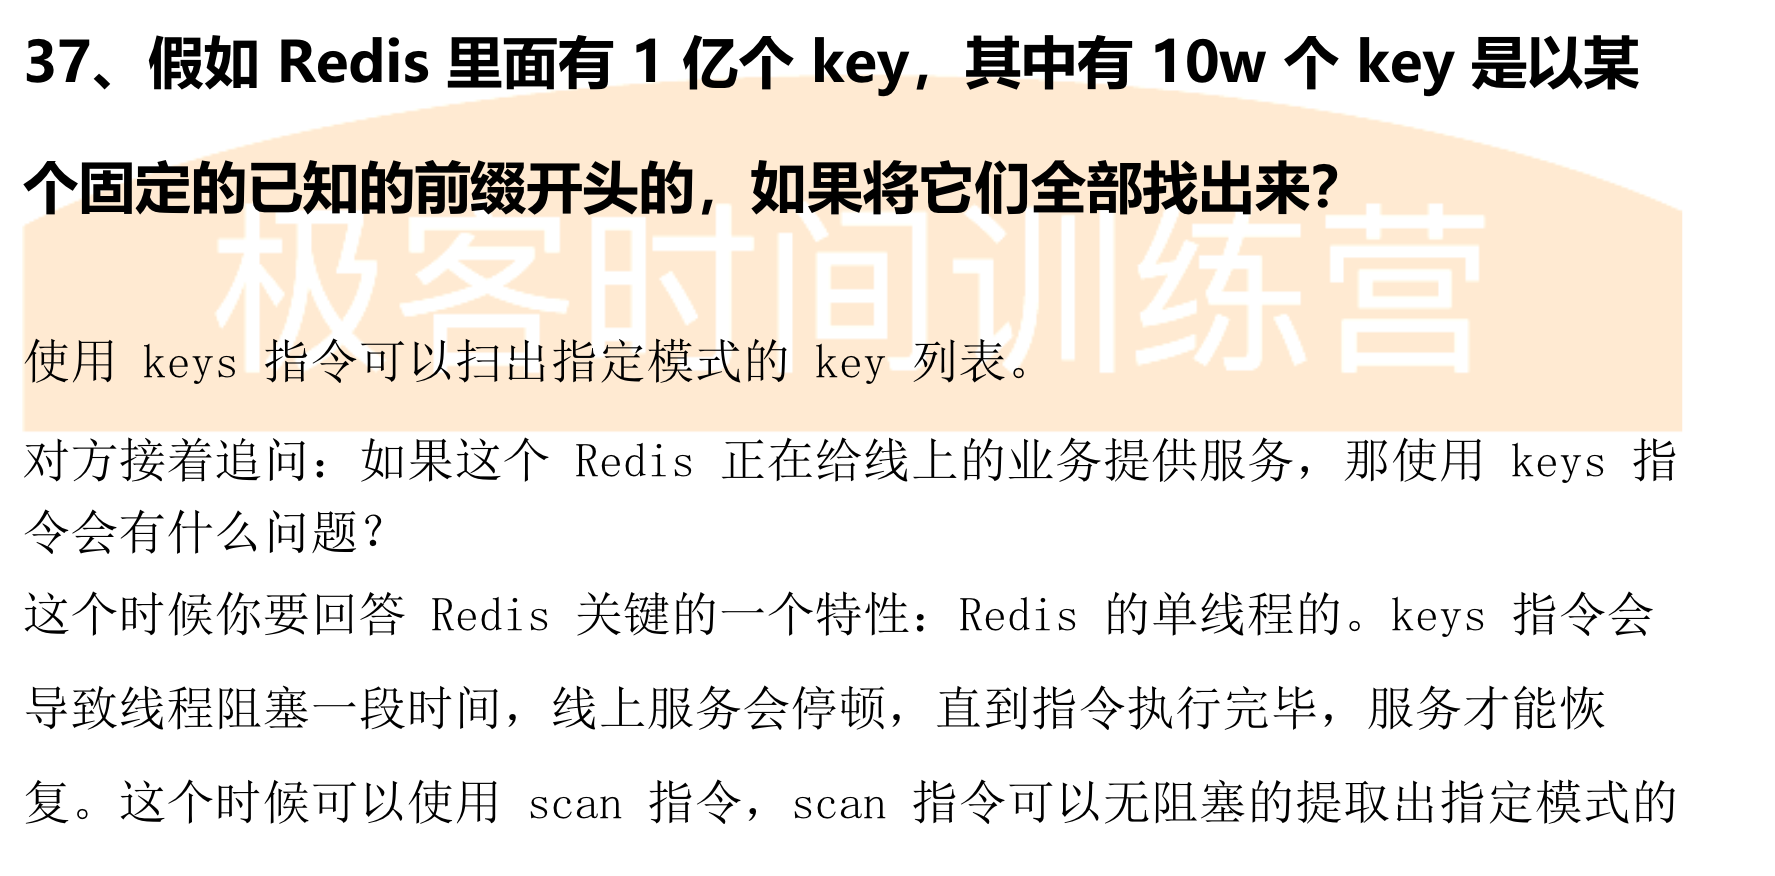 37、假如 Redis 里面有 1 亿个 key，其中有 10w 个 key 是以某
个固定的已知的前缀开头的，如果将它们全部找出来？
极客时间训练营
使用 keys 指令可以扫出指定模式的 key 列表。
对方接着追问：如果这个 Redis 正在给线上的业务提供服务，那使用 keys 指
令会有什么问题？
这个时候你要回答 Redis 关键的一个特性：Redis 的单线程的。keys 指令会
导致线程阻塞一段时间，线上服务会停顿，直到指令执行完毕，服务才能恢
复。这个时候可以使用 scan 指令，scan 指令可以无阻塞的提取出指定模式的